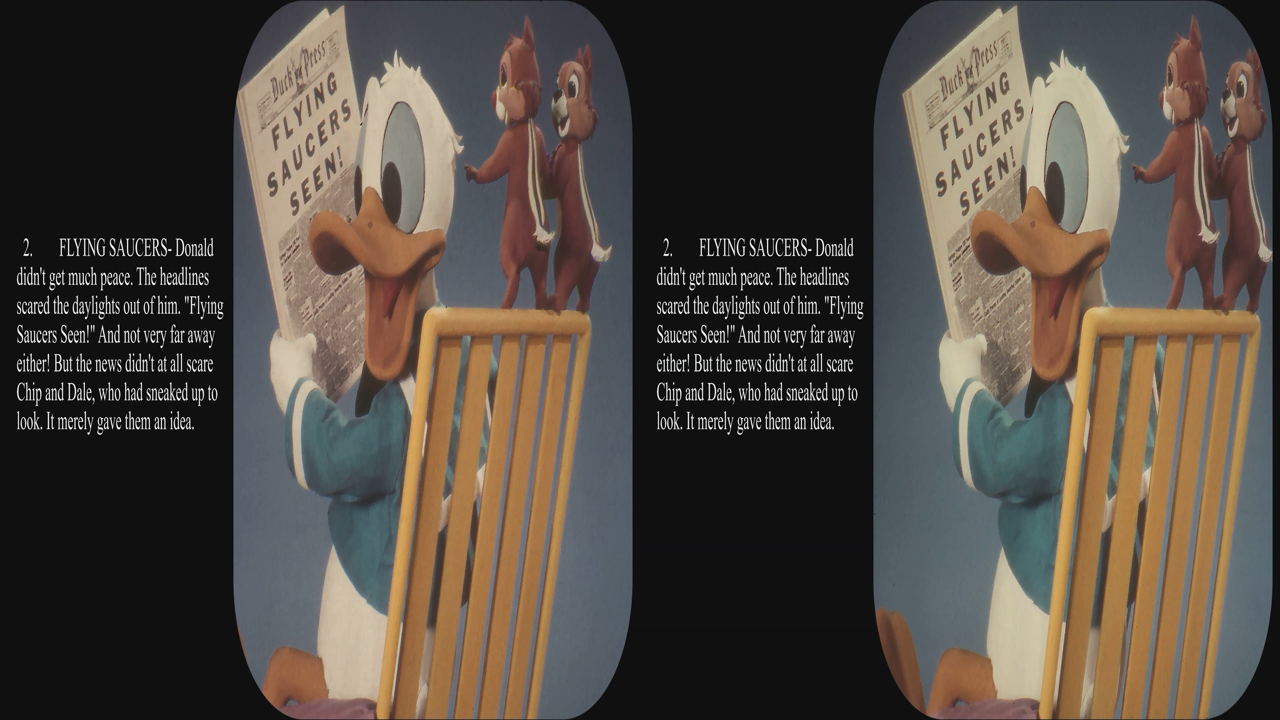 2. FLYING SAUCERS- Donald
didn't get much peace. The headlines
scared the daylights out of him. "Flying
Saucers Seen!" And not very far away
either! But the news didn't at all scare
Chip and Dale, who had sneaked up to
look. It merely gave them an idea.
Duck Press
FLYING
SAUCERS
SEEN!
2. FLYING SAUCERS- Donald
didn't get much peace. The headlines
scared the daylights out of him. "Flying
Saucers Seen!" And not very far away
either! But the news didn't at all scare
Chip and Dale, who had sneaked up to
look. It merely gave them an idea.
Duck Press
FLYING
SAUCERS
SEEN!